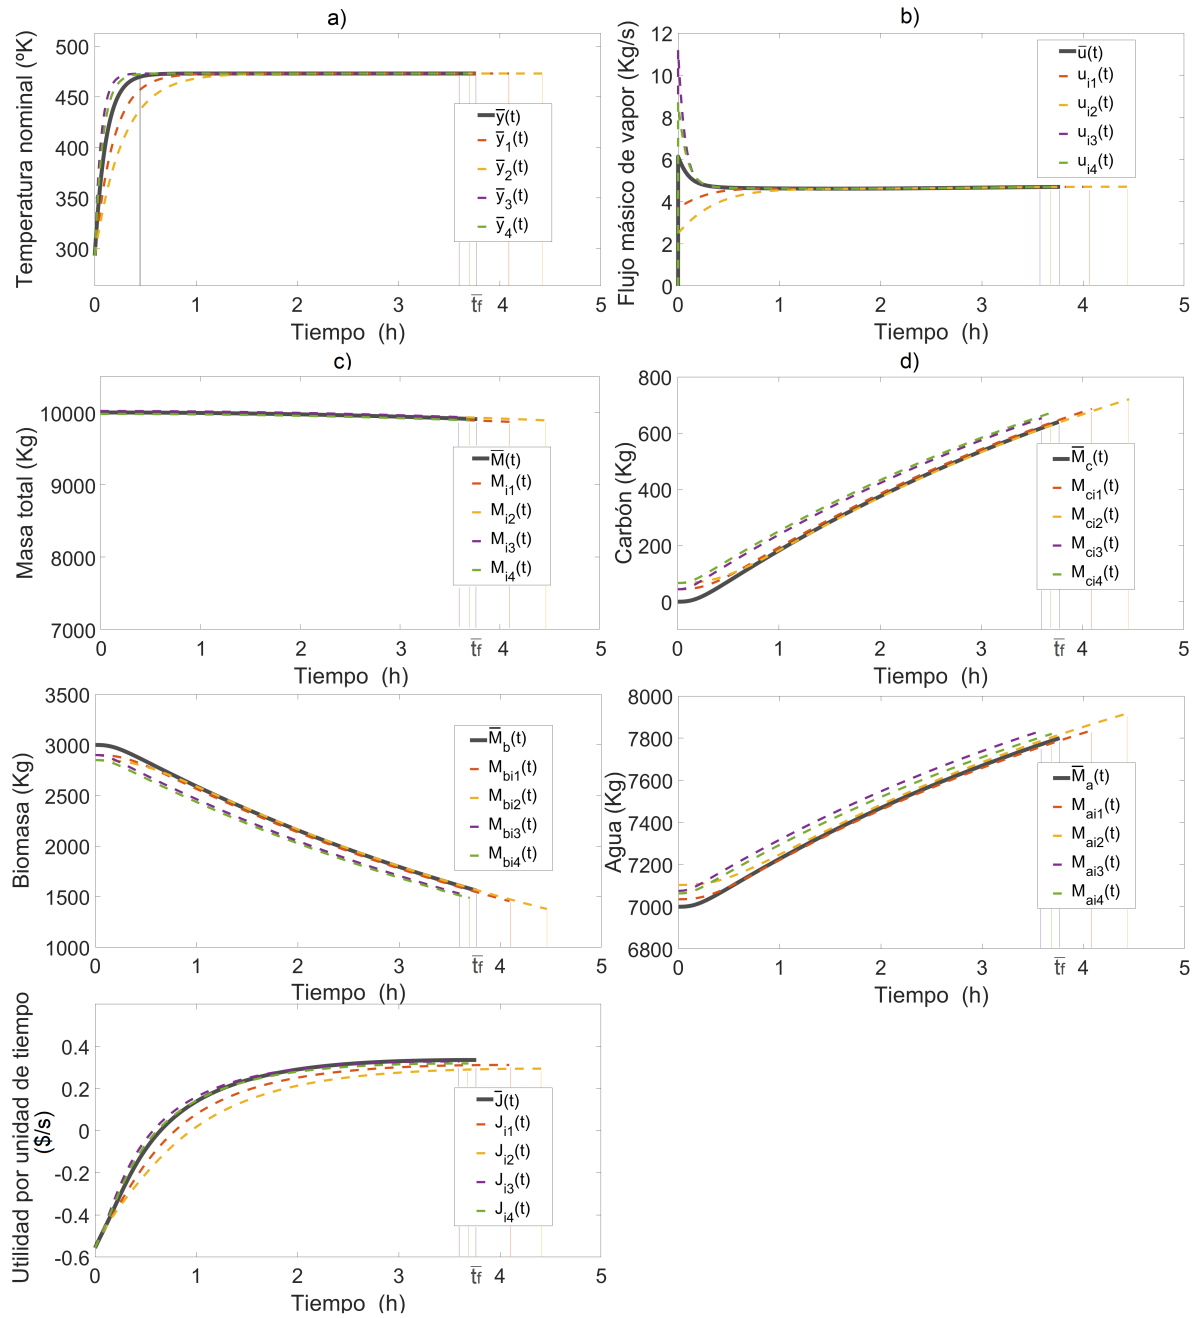 a)
Temperatura nominal (ºK)
500
450
400
350
300
0 1 2 3 4 5
t̅f
Tiempo (h)
y̅(t)
y̅1(t)
y̅2(t)
y̅3(t)
y̅4(t)
b)
Flujo másico de vapor (Kg/s)
12
10
8
6
4
2
0
0 1 2 3 4 5
Tiempo (h)
u̅(t)
ui1(t)
ui2(t)
ui3(t)
ui4(t)
c)
Masa total (Kg)
10000
9000
8000
7000
0 1 2 3 4 5
t̅f
Tiempo (h)
M̅(t)
Mi1(t)
Mi2(t)
Mi3(t)
Mi4(t)
d)
Carbón (Kg)
800
600
400
200
0
0 1 2 3 4 5
t̅f
Tiempo (h)
M̅c(t)
Mci1(t)
Mci2(t)
Mci3(t)
Mci4(t)
Biomasa (Kg)
3500
3000
2500
2000
1500
1000
0 1 2 3 4 5
t̅f
Tiempo (h)
M̅b(t)
Mbi1(t)
Mbi2(t)
Mbi3(t)
Mbi4(t)
Agua (Kg)
8000
7800
7600
7400
7200
7000
6800
0 1 2 3 4 5
t̅f
Tiempo (h)
M̅a(t)
Mai1(t)
Mai2(t)
Mai3(t)
Mai4(t)
Utilidad por unidad de tiempo
($/s)
0.4
0.2
0
-0.2
-0.4
-0.6
0 1 2 3 4 5
t̅f
Tiempo (h)
J̅(t)
Ji1(t)
Ji2(t)
Ji3(t)
Ji4(t)